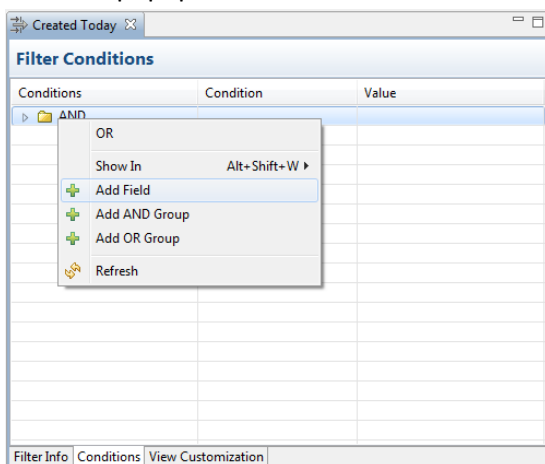 Created Today
Filter Conditions
Conditions Condition Value
AND
OR
Show In Alt+Shift+W
Add Field
Add AND Group
Add OR Group
Refresh
Filter Info Conditions View Customization